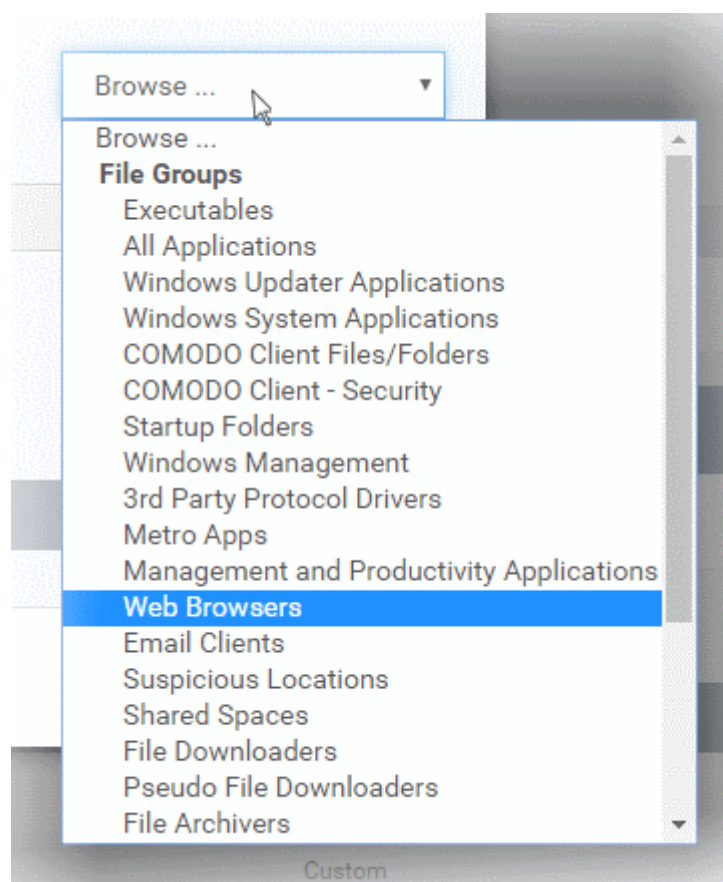 Browse ...
Browse ...
File Groups
Executables
All Applications
Windows Updater Applications
Windows System Applications
COMODO Client Files/Folders
COMODO Client - Security
Startup Folders
Windows Management
3rd Party Protocol Drivers
Metro Apps
Management and Productivity Applications
Web Browsers
Email Clients
Suspicious Locations
Shared Spaces
File Downloaders
Pseudo File Downloaders
File Archivers
Custom